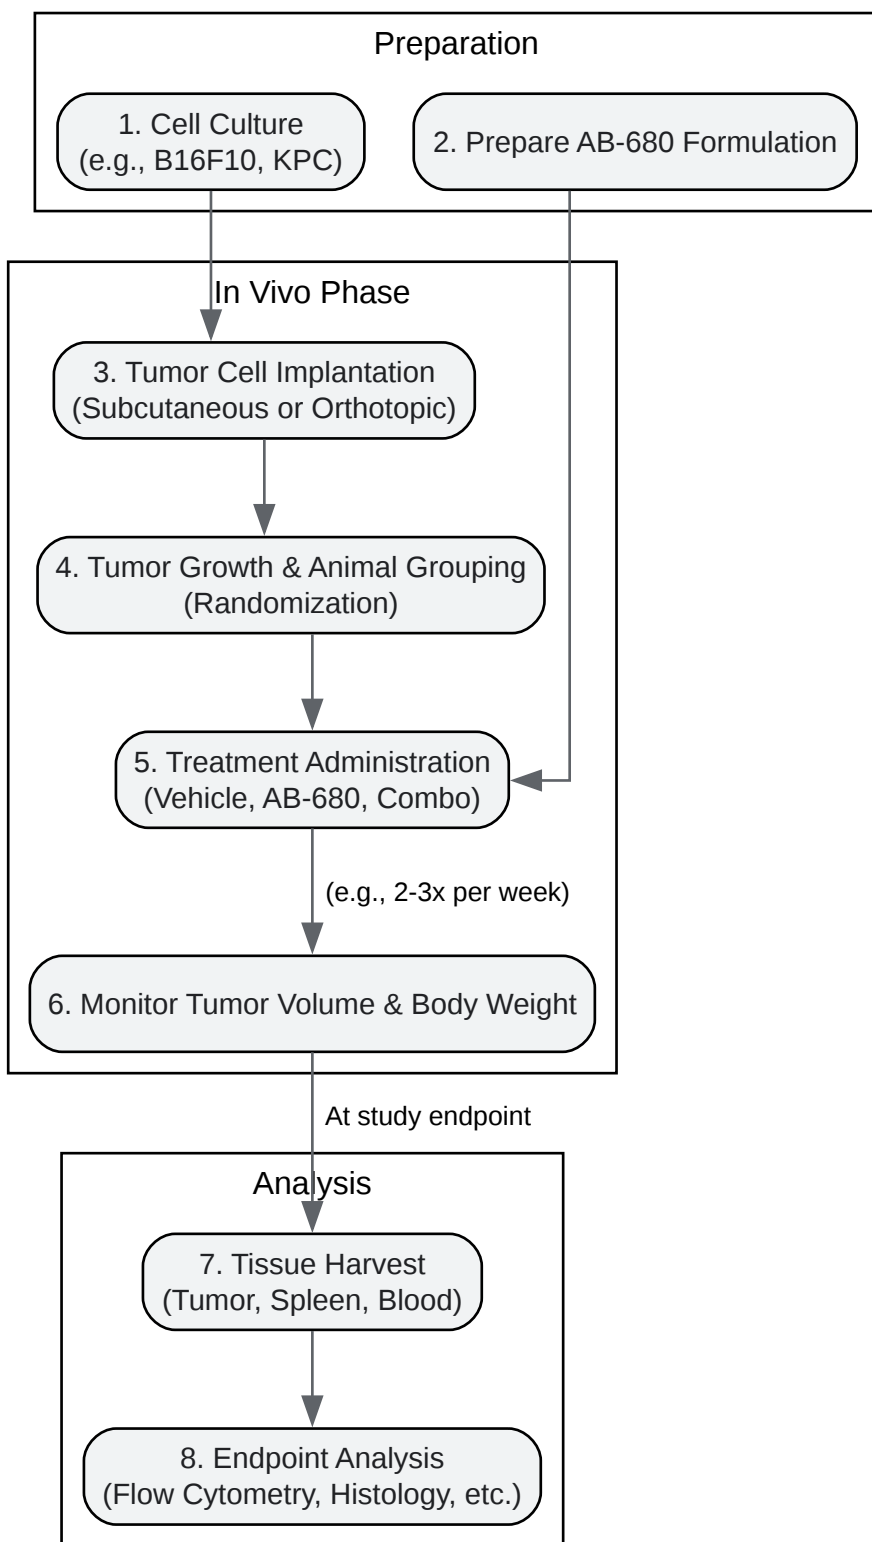 Preparation
1. Cell Culture
(e.g., B16F10, KPC)
2. Prepare AB-680 Formulation
In Vivo Phase
3. Tumor Cell Implantation
(Subcutaneous or Orthotopic)
4. Tumor Growth & Animal Grouping
(Randomization)
5. Treatment Administration
(Vehicle, AB-680, Combo)
(e.g., 2-3x per week)
6. Monitor Tumor Volume & Body Weight
At study endpoint
Analysis
7. Tissue Harvest
(Tumor, Spleen, Blood)
8. Endpoint Analysis
(Flow Cytometry, Histology, etc.)